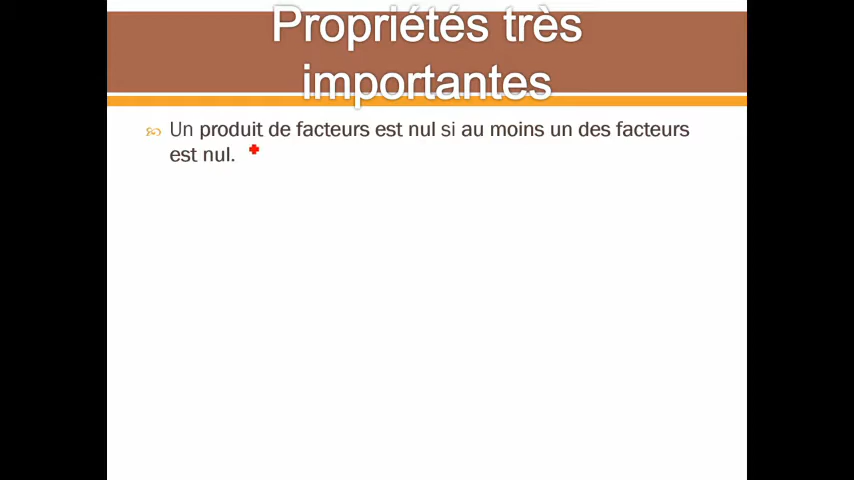 Propriétés très
importantes
Un produit de facteurs est nul si au moins un des facteurs
est nul.